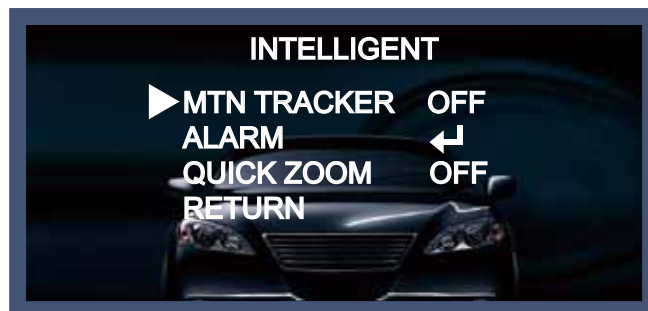 INTELLIGENT
MTN TRACKER OFF
ALARM ↵
QUICK ZOOM OFF
RETURN